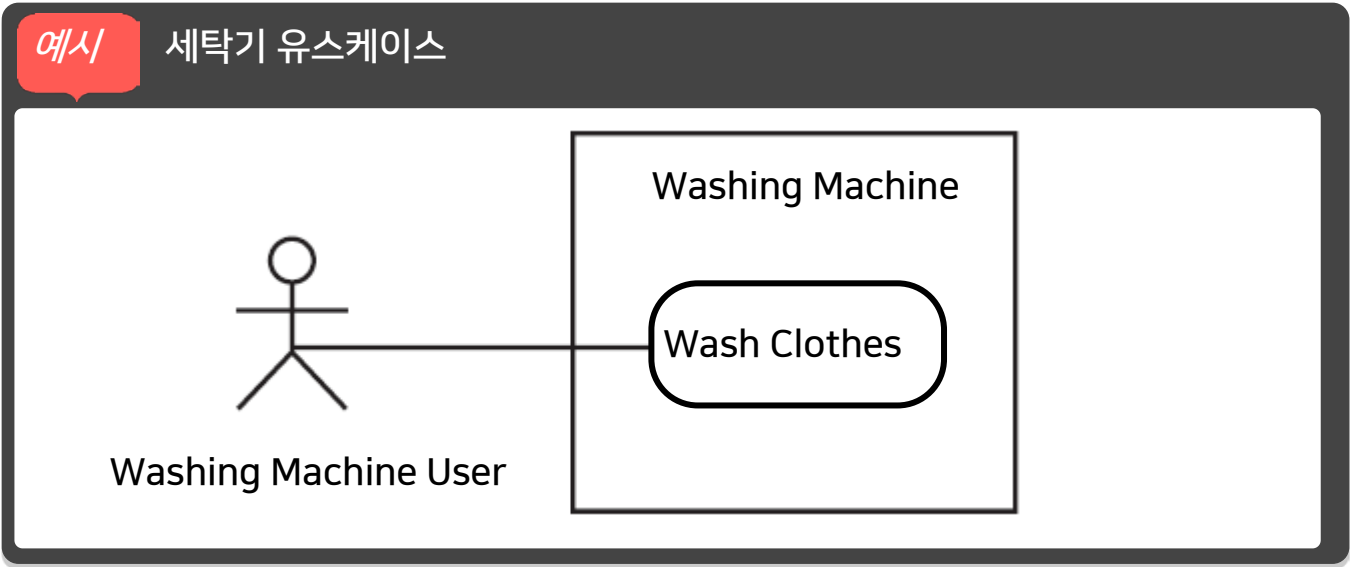 예시 세탁기 유스케이스
Washing Machine
Wash Clothes
Washing Machine User